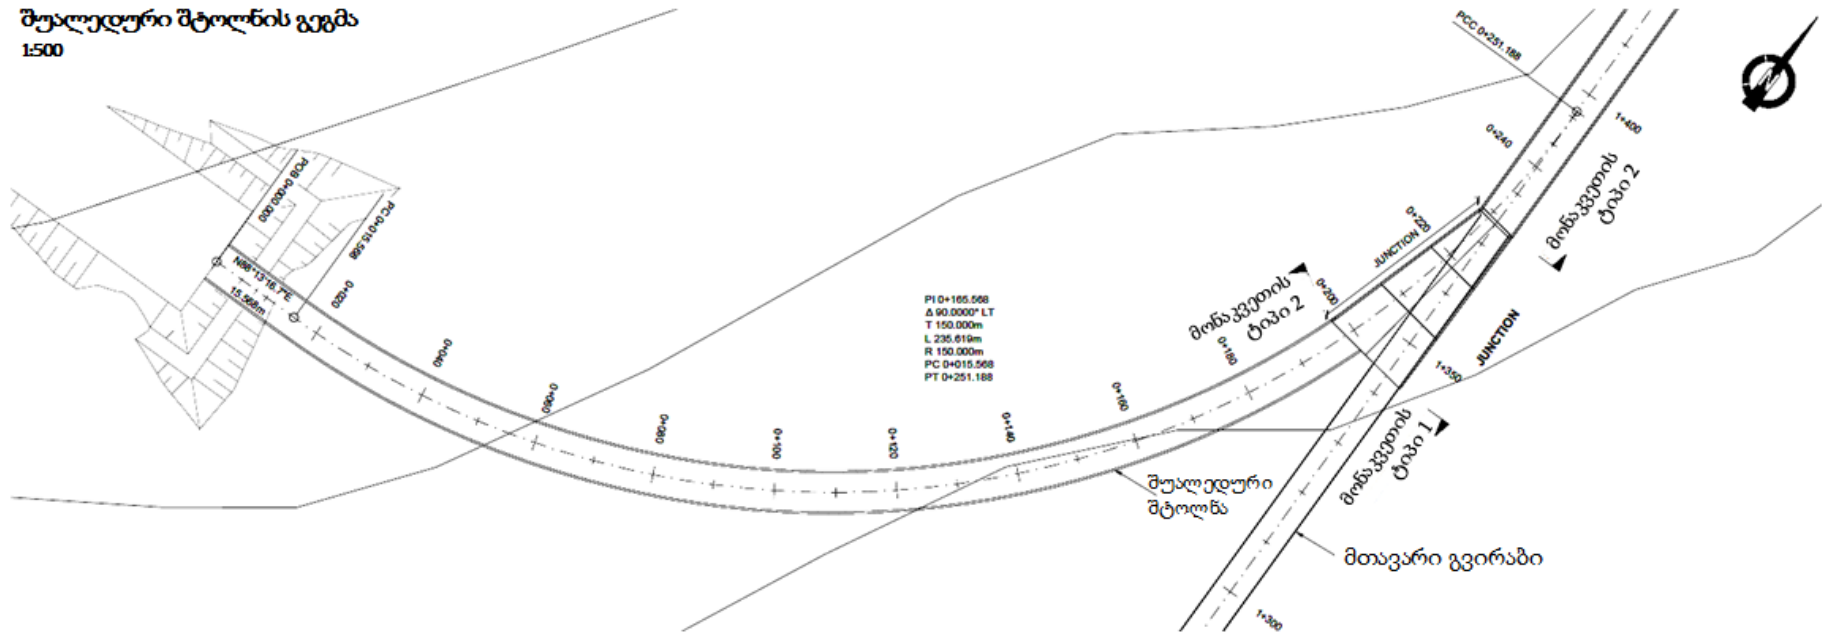 შუალედური შტოლნის გეგმა
1:500
PCC 0+251.188
N
1+400
0+240
მონაკვეთის
ტიპი 2
POB 0+000.000
PC 0+015.568
N86°13'16.7"E
15.568m
0+020
0+220
JUNCTION
მონაკვეთის
ტიპი 2
0+200
PI 0+165.568
Δ 90.0000° LT
T 150.000m
L 235.619m
R 150.000m
PC 0+015.568
PT 0+251.188
0+040
0+180
JUNCTION
1+350
0+060
0+160
0+080
0+100
0+120
0+140
მონაკვეთის
ტიპი 1
შუალედური
შტოლნა
მთავარი გვირაბი
1+300